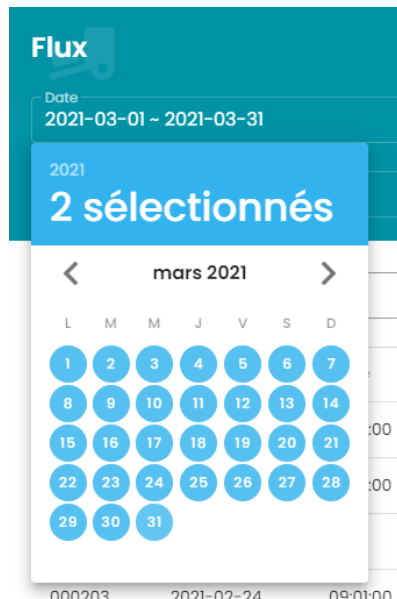 Flux
Date
2021-03-01 ~ 2021-03-31
2021
2 sélectionnés
mars 2021
L M M J V S D
1 2 3 4 5 6 7
8 9 10 11 12 13 14
:00
15 16 17 18 19 20 21
22 23 24 25 26 27 28
:00
29 30 31
000203 2021-02-24 09:01:00